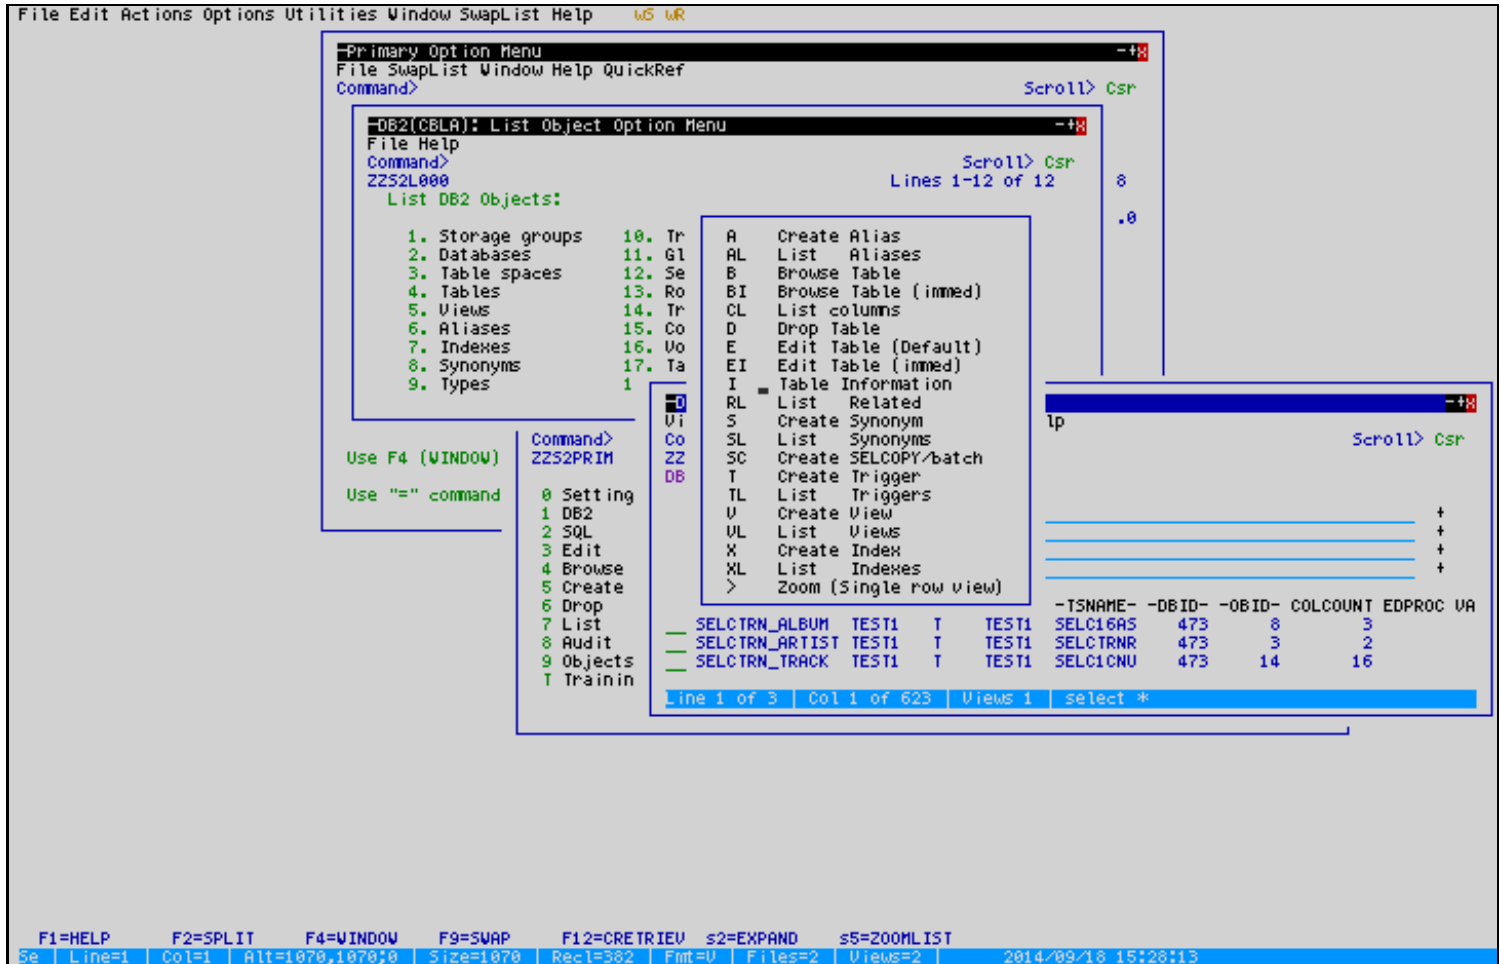 File Edit Actions Options Utilities Window SwapList Help wS wR
-Primary Option Menu -+x
File SwapList Window Help QuickRef
Command> Scroll> Csr
-DB2(CBLA): List Object Option Menu -+x
File Help
Command> Scroll> Csr
ZZS2L000 Lines 1-12 of 12 8
List DB2 Objects:
.0
1. Storage groups 10. Tr A Create Alias
2. Databases 11. Gl AL List Aliases
3. Table spaces 12. Se B Browse Table
4. Tables 13. Ro BI Browse Table (immed)
5. Views 14. Tr CL List columns
6. Aliases 15. Co D Drop Table
7. Indexes 16. Vo E Edit Table (Default)
8. Synonyms 17. Ta EI Edit Table (immed)
9. Types 1 I _ Table Information
-D RL List Related -+x
Vi S Create Synonym lp
Command> Co SL List Synonyms Scroll> Csr
Use F4 (WINDOW) ZZS2PRIM ZZ SC Create SELCOPY/batch
DB T Create Trigger
Use "=" command 0 Setting TL List Triggers
1 DB2 V Create View +
2 SQL VL List Views +
3 Edit X Create Index +
4 Browse XL List Indexes
5 Create > Zoom (Single row view)
6 Drop -TSNAME- -DBID- -OBID- COLCOUNT EDPROC VA
7 List __ SELCTRN_ALBUM TEST1 T TEST1 SELC16AS 473 8 3
8 Audit __ SELCTRN_ARTIST TEST1 T TEST1 SELCTRNR 473 3 2
9 Objects __ SELCTRN_TRACK TEST1 T TEST1 SELC1CNU 473 14 16
T Trainin
Line 1 of 3 | Col 1 of 623 | Views 1 | select *
F1=HELP F2=SPLIT F4=WINDOW F9=SWAP F12=CRETRIEV s2=EXPAND s5=ZOOMLIST
Se | Line=1 | Col=1 | Alt=1070,1070;0 | Size=1070 | Recl=382 | Fmt=V | Files=2 | Views=2 | 2014/09/18 15:28:13